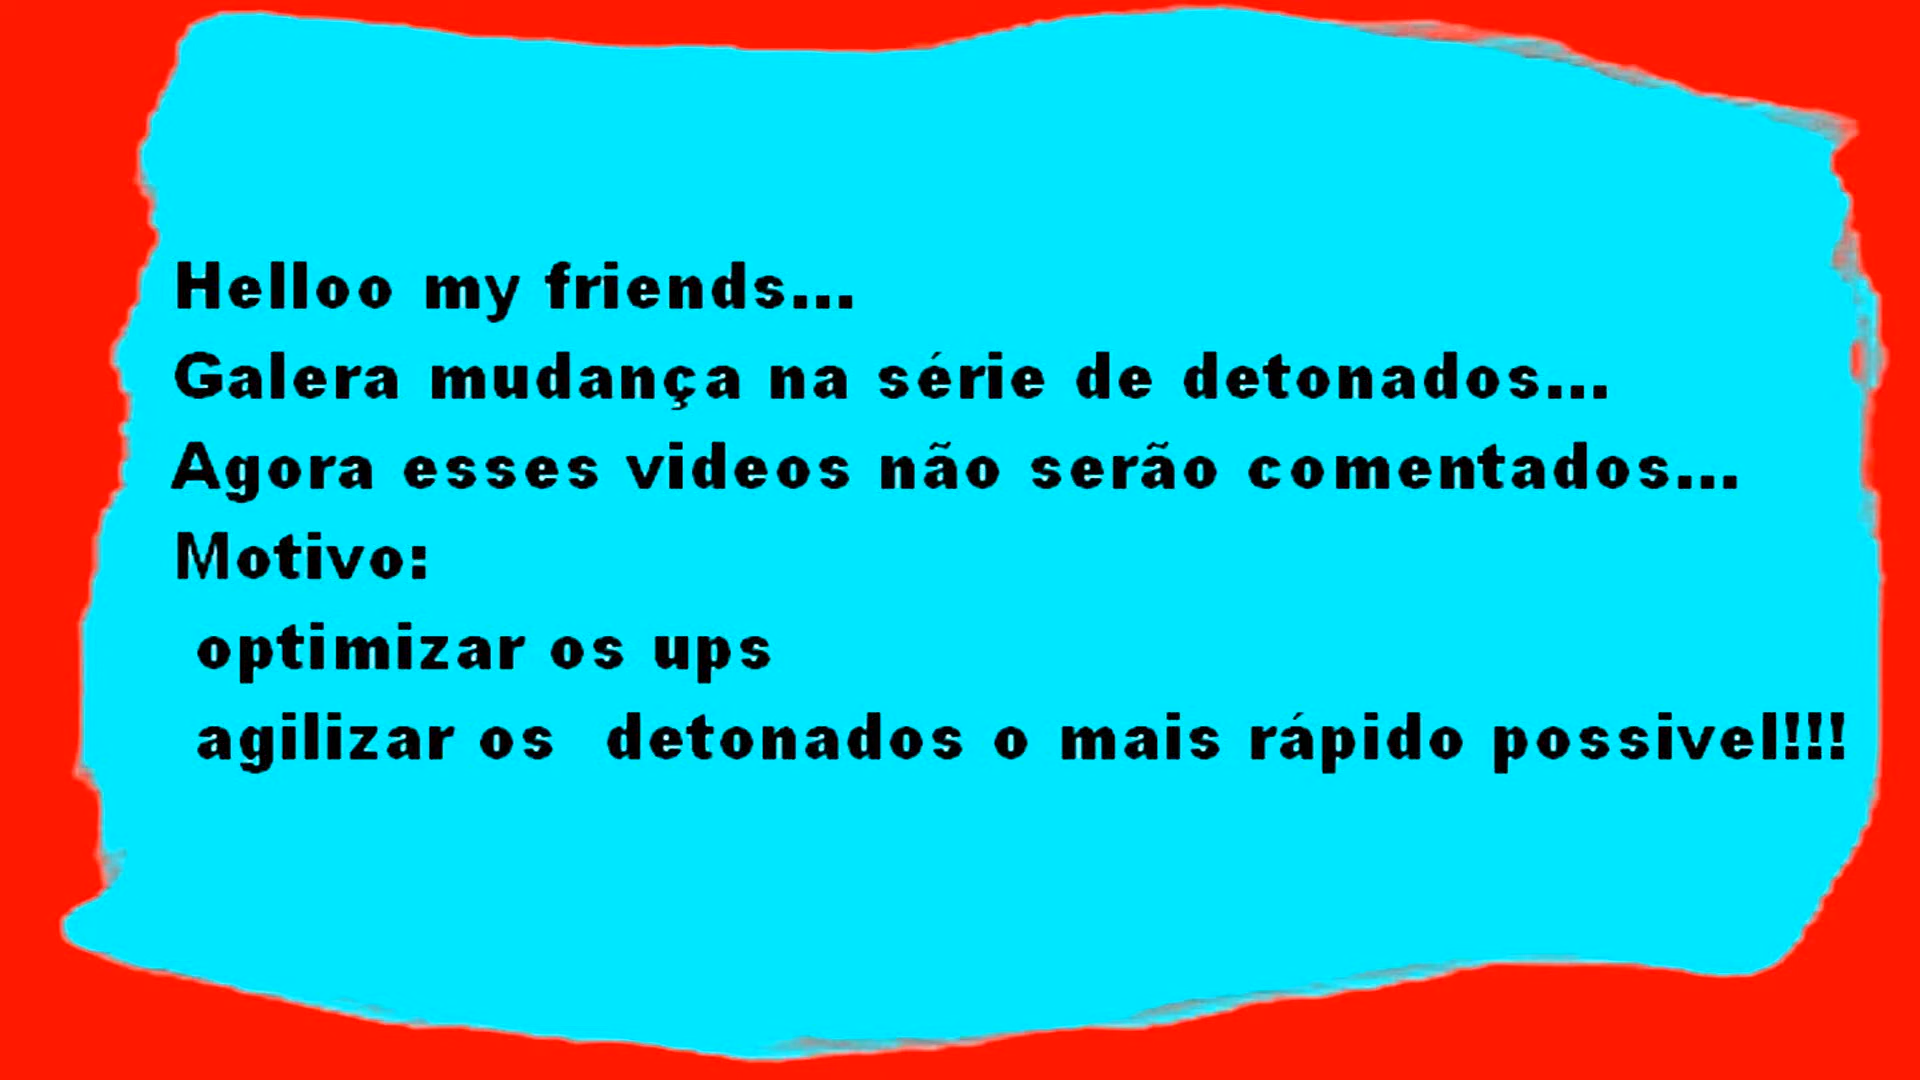 Helloo my friends...
Galera mudança na série de detonados...
Agora esses videos não serão comentados...
Motivo:
optimizar os ups
agilizar os detonados o mais rápido possivel!!!